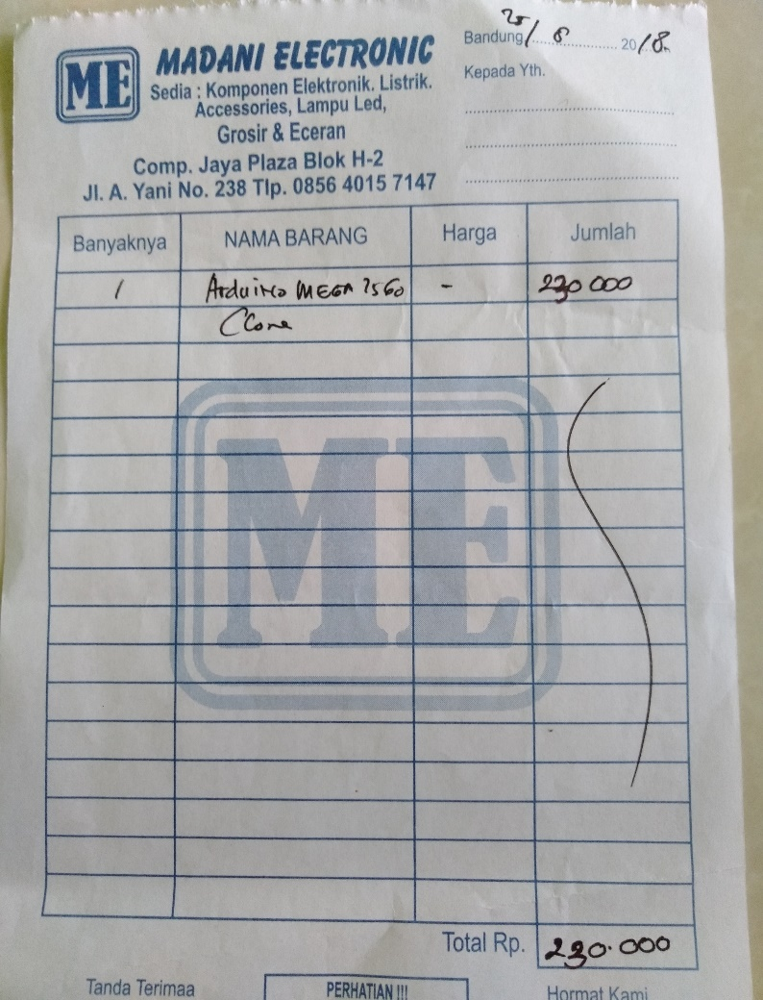 ME MADANI ELECTRONIC
Sedia : Komponen Elektronik. Listrik.
Accessories, Lampu Led,
Grosir & Eceran
Comp. Jaya Plaza Blok H-2
Jl. A. Yani No. 238 Tlp. 0856 4015 7147
Bandung 25/ 6 2018
Kepada Yth.
Banyaknya NAMA BARANG Harga Jumlah
1 Arduino MEGA 2560 - 230 000
Clone
ME
Total Rp. 230.000
Tanda Terimaa PERHATIAN !!! Hormat Kami